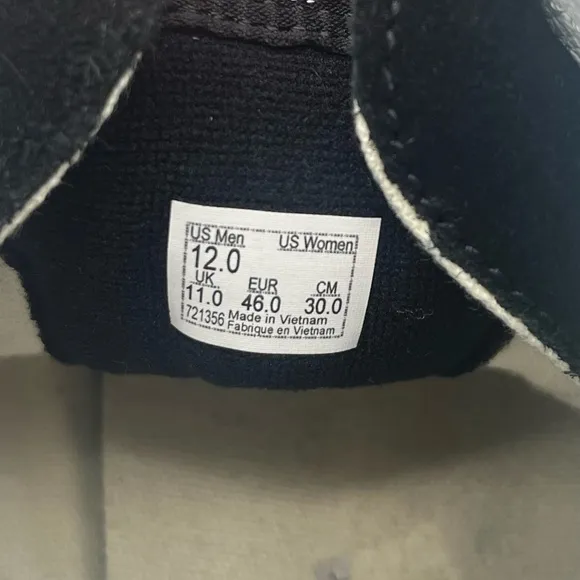 US Men US Women
12.0
UK EUR CM
11.0 46.0 30.0
721356 Made in Vietnam
Fabrique en Vietnam